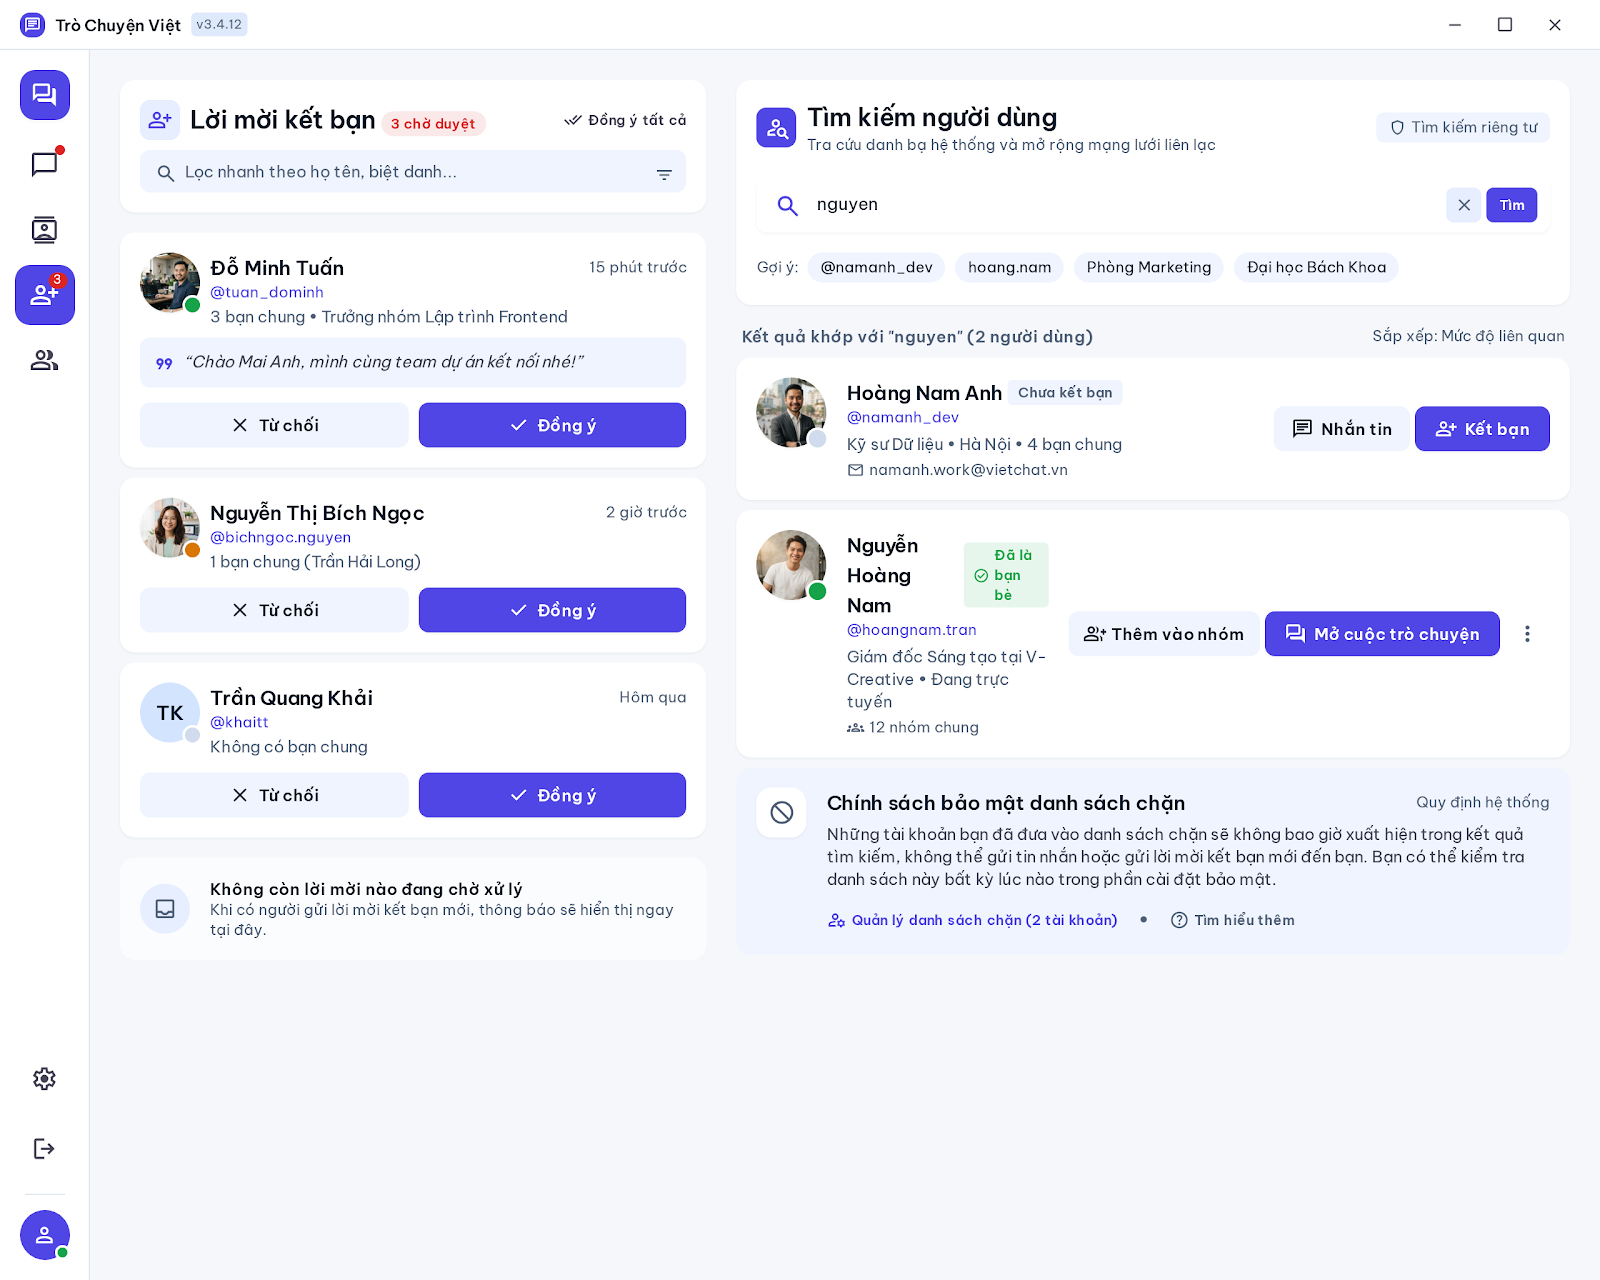 Trò Chuyện Việt v3.4.12
3
Lời mời kết bạn 3 chờ duyệt
Đồng ý tất cả
Lọc nhanh theo họ tên, biệt danh...
Đỗ Minh Tuấn
15 phút trước
@tuan_dominh
3 bạn chung • Trưởng nhóm Lập trình Frontend
“Chào Mai Anh, mình cùng team dự án kết nối nhé!”
Từ chối
Đồng ý
Nguyễn Thị Bích Ngọc
2 giờ trước
@bichngoc.nguyen
1 bạn chung (Trần Hải Long)
Từ chối
Đồng ý
TK
Trần Quang Khải
Hôm qua
@khaitt
Không có bạn chung
Từ chối
Đồng ý
Không còn lời mời nào đang chờ xử lý
Khi có người gửi lời mời kết bạn mới, thông báo sẽ hiển thị ngay
tại đây.
Tìm kiếm người dùng
Tra cứu danh bạ hệ thống và mở rộng mạng lưới liên lạc
Tìm kiếm riêng tư
nguyen
Tìm
Gợi ý: @namanh_dev hoang.nam Phòng Marketing Đại học Bách Khoa
Kết quả khớp với "nguyen" (2 người dùng)
Sắp xếp: Mức độ liên quan
Hoàng Nam Anh Chưa kết bạn
@namanh_dev
Kỹ sư Dữ liệu • Hà Nội • 4 bạn chung
namanh.work@vietchat.vn
Nhắn tin
Kết bạn
Nguyễn
Hoàng
Nam
Đã là
bạn
bè
@hoangnam.tran
Giám đốc Sáng tạo tại V-
Creative • Đang trực
tuyến
12 nhóm chung
Thêm vào nhóm
Mở cuộc trò chuyện
Chính sách bảo mật danh sách chặn
Quy định hệ thống
Những tài khoản bạn đã đưa vào danh sách chặn sẽ không bao giờ xuất hiện trong kết quả
tìm kiếm, không thể gửi tin nhắn hoặc gửi lời mời kết bạn mới đến bạn. Bạn có thể kiểm tra
danh sách này bất kỳ lúc nào trong phần cài đặt bảo mật.
Quản lý danh sách chặn (2 tài khoản) • Tìm hiểu thêm